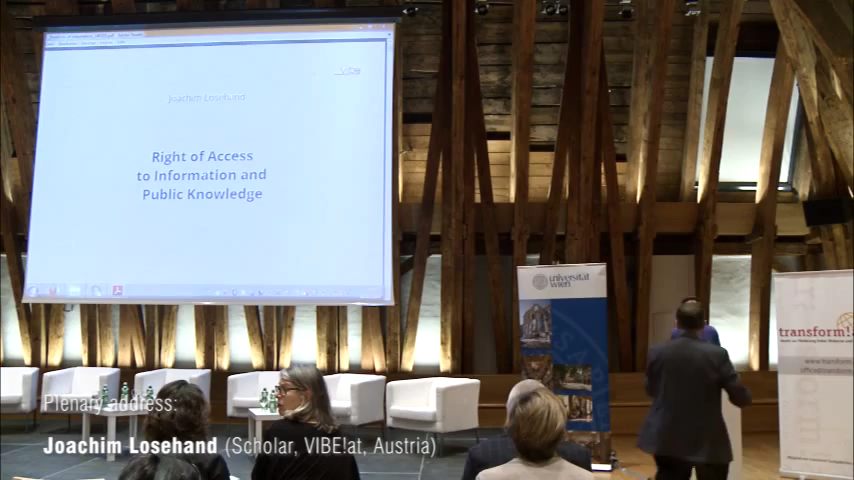 Joachim Losehand
Right of Access
to Information and
Public Knowledge
universität
wien
transform!
Plenary address:
Joachim Losehand (Scholar, VIBE!at, Austria)